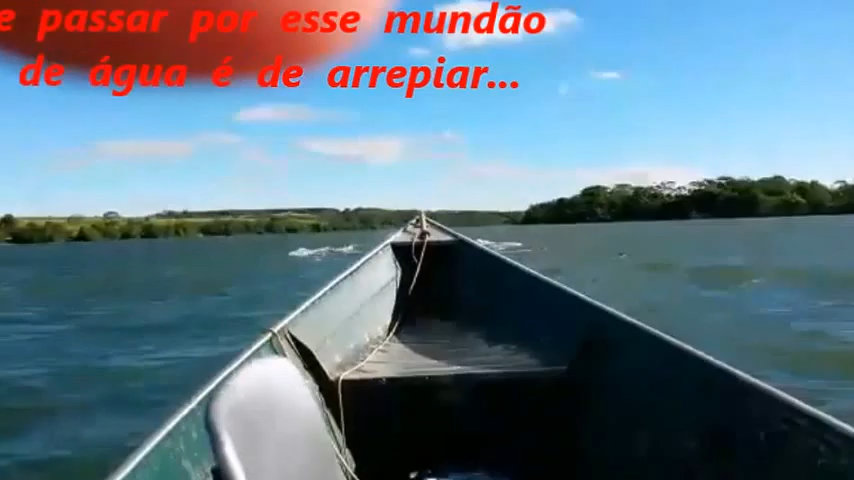 e passar por esse mundão
de água é de arrepiar...